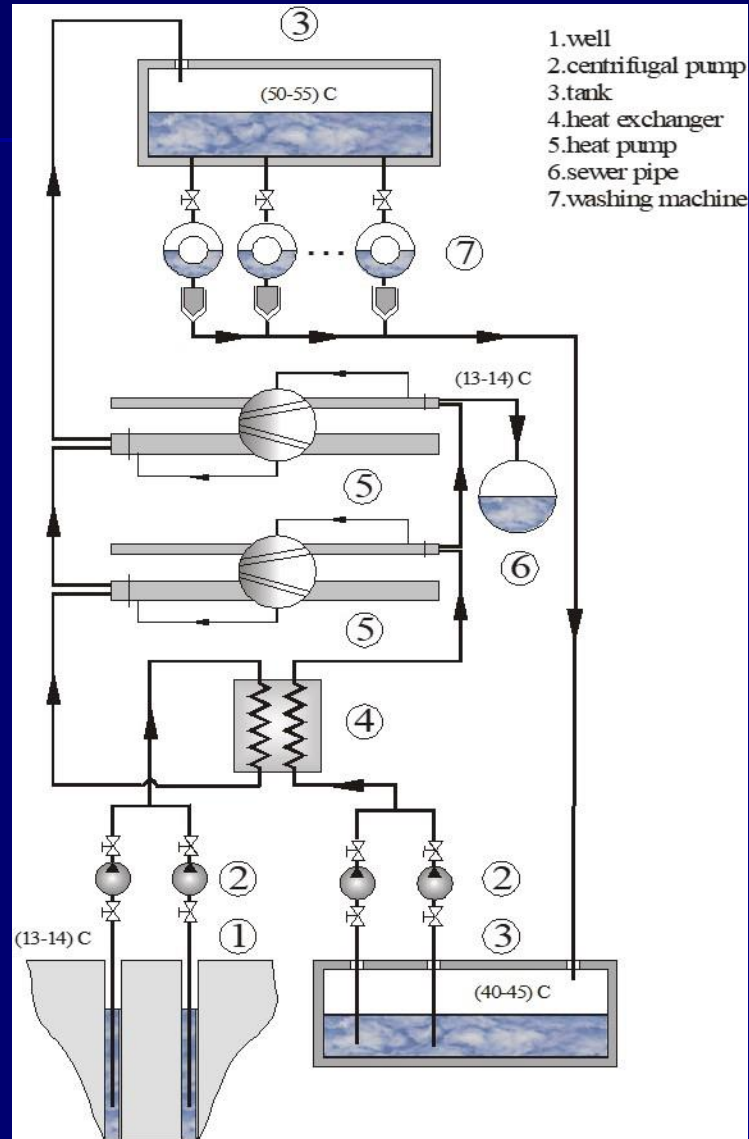 3
1.well
2.centrifugal pump
3.tank
4.heat exchanger
5.heat pump
6.sewer pipe
7.washing machine
(50-55) C
7
(13-14) C
5
6
5
4
2
2
1
3
(13-14) C
(40-45) C